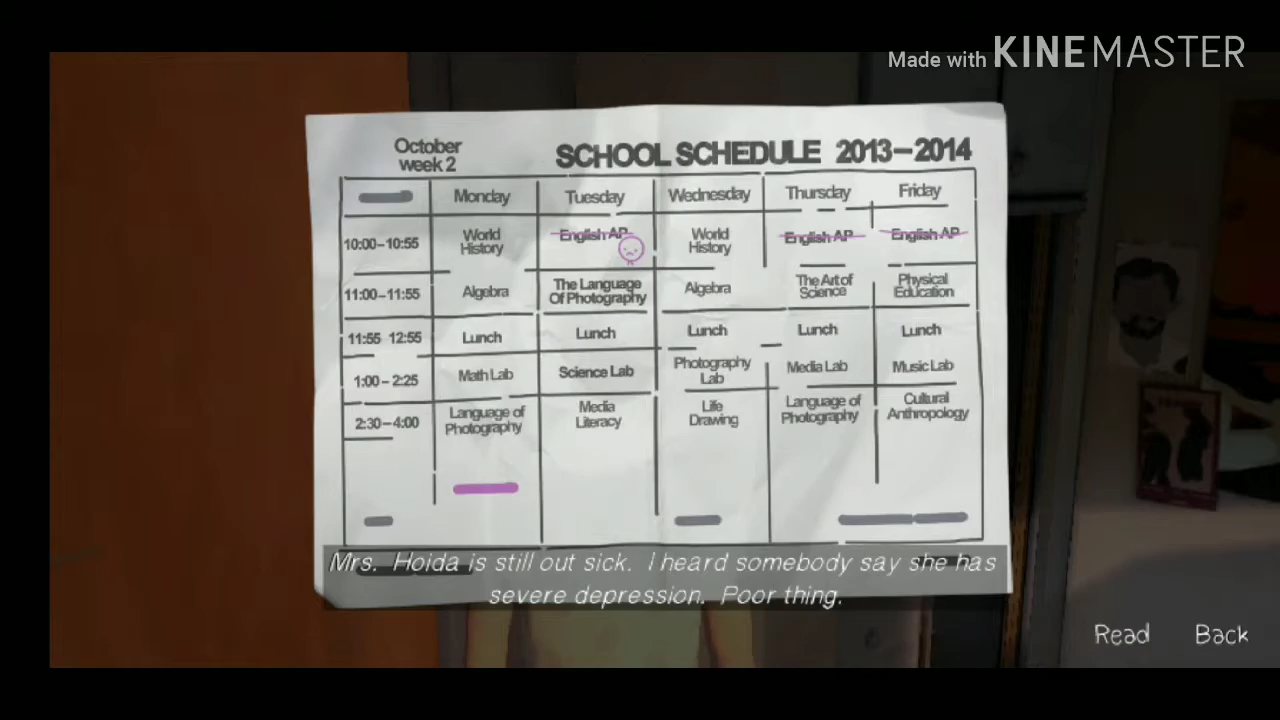 Made with KINEMASTER
October
week 2
SCHOOL SCHEDULE 2013-2014
Monday Tuesday Wednesday Thursday Friday
10:00-10:55 World History English AP World History English AP English AP
11:00-11:55 Algebra The Language Of Photography Algebra The Art of Science Physical Education
11:55 12:55 Lunch Lunch Lunch Lunch Lunch
1:00-2:25 Math Lab Science Lab Photography Lab Media Lab Music Lab
2:30-4:00 Language of Photography Media Literacy Life Drawing Language of Photography Cultural Anthropology
Mrs. Hoida is still out sick. I heard somebody say she has
severe depression. Poor thing.
Read Back